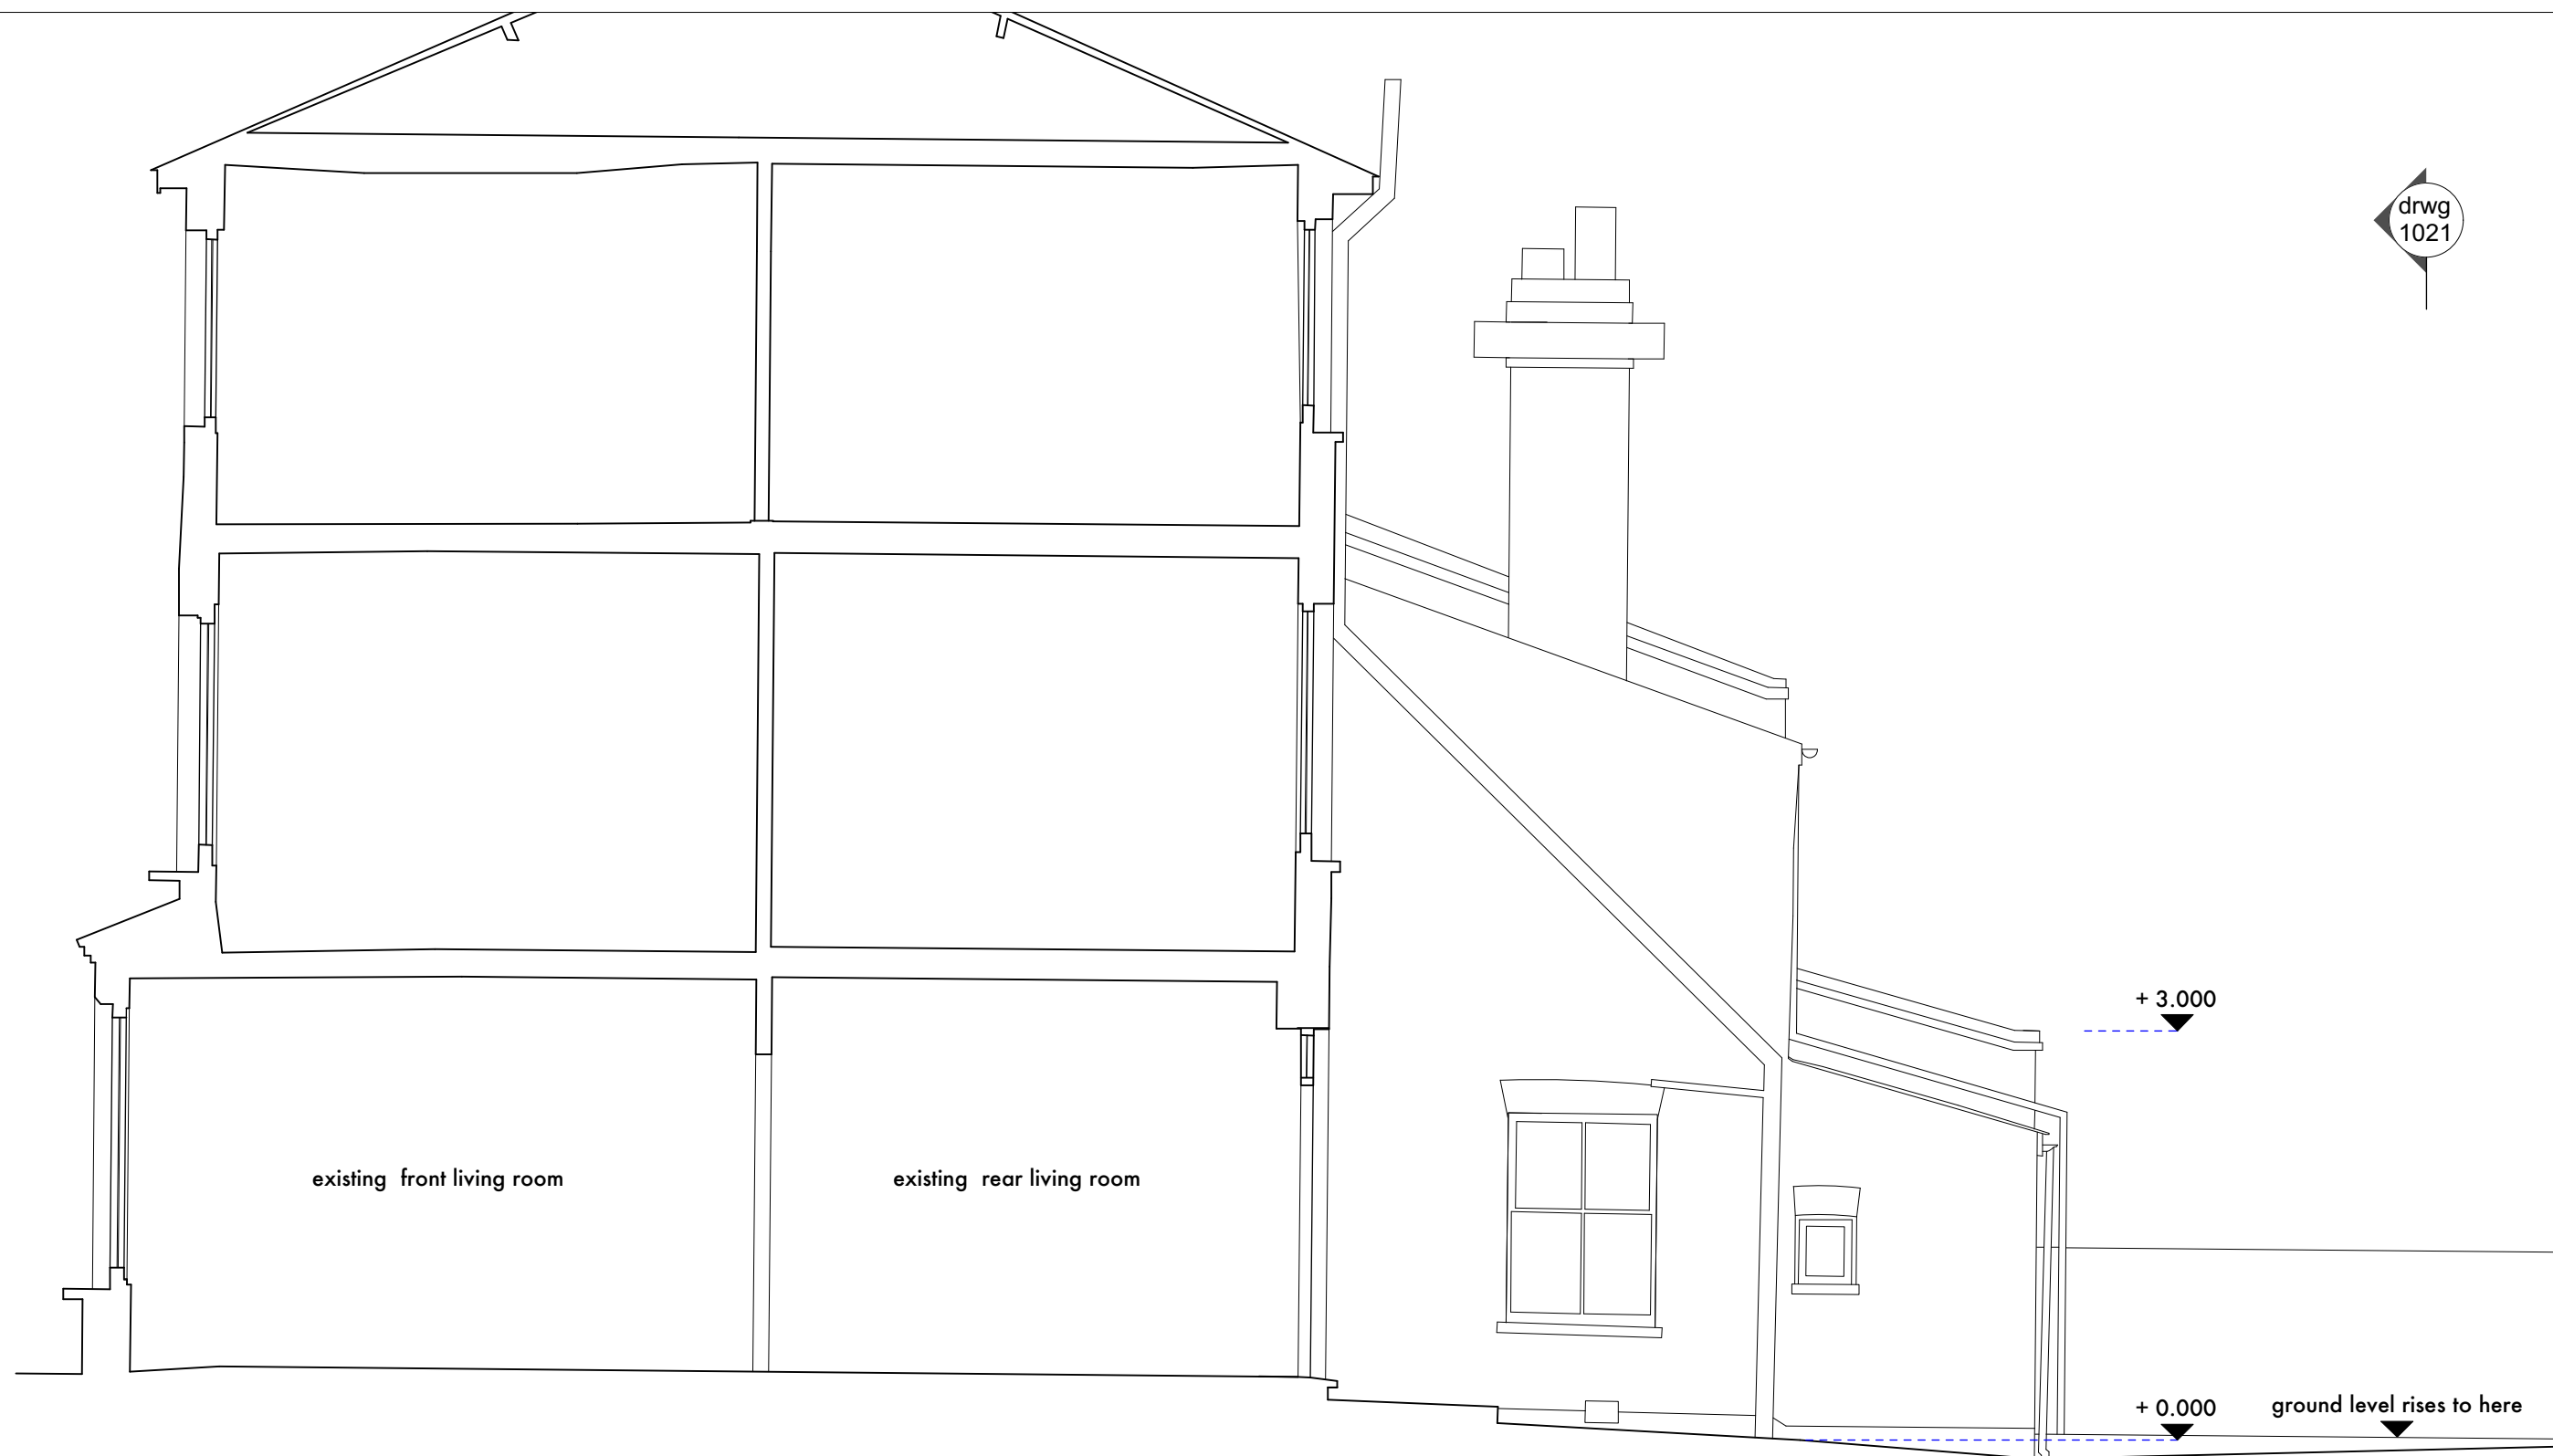 drwg
1021
+ 3.000
existing front living room
existing rear living room
+ 0.000
ground level rises to here